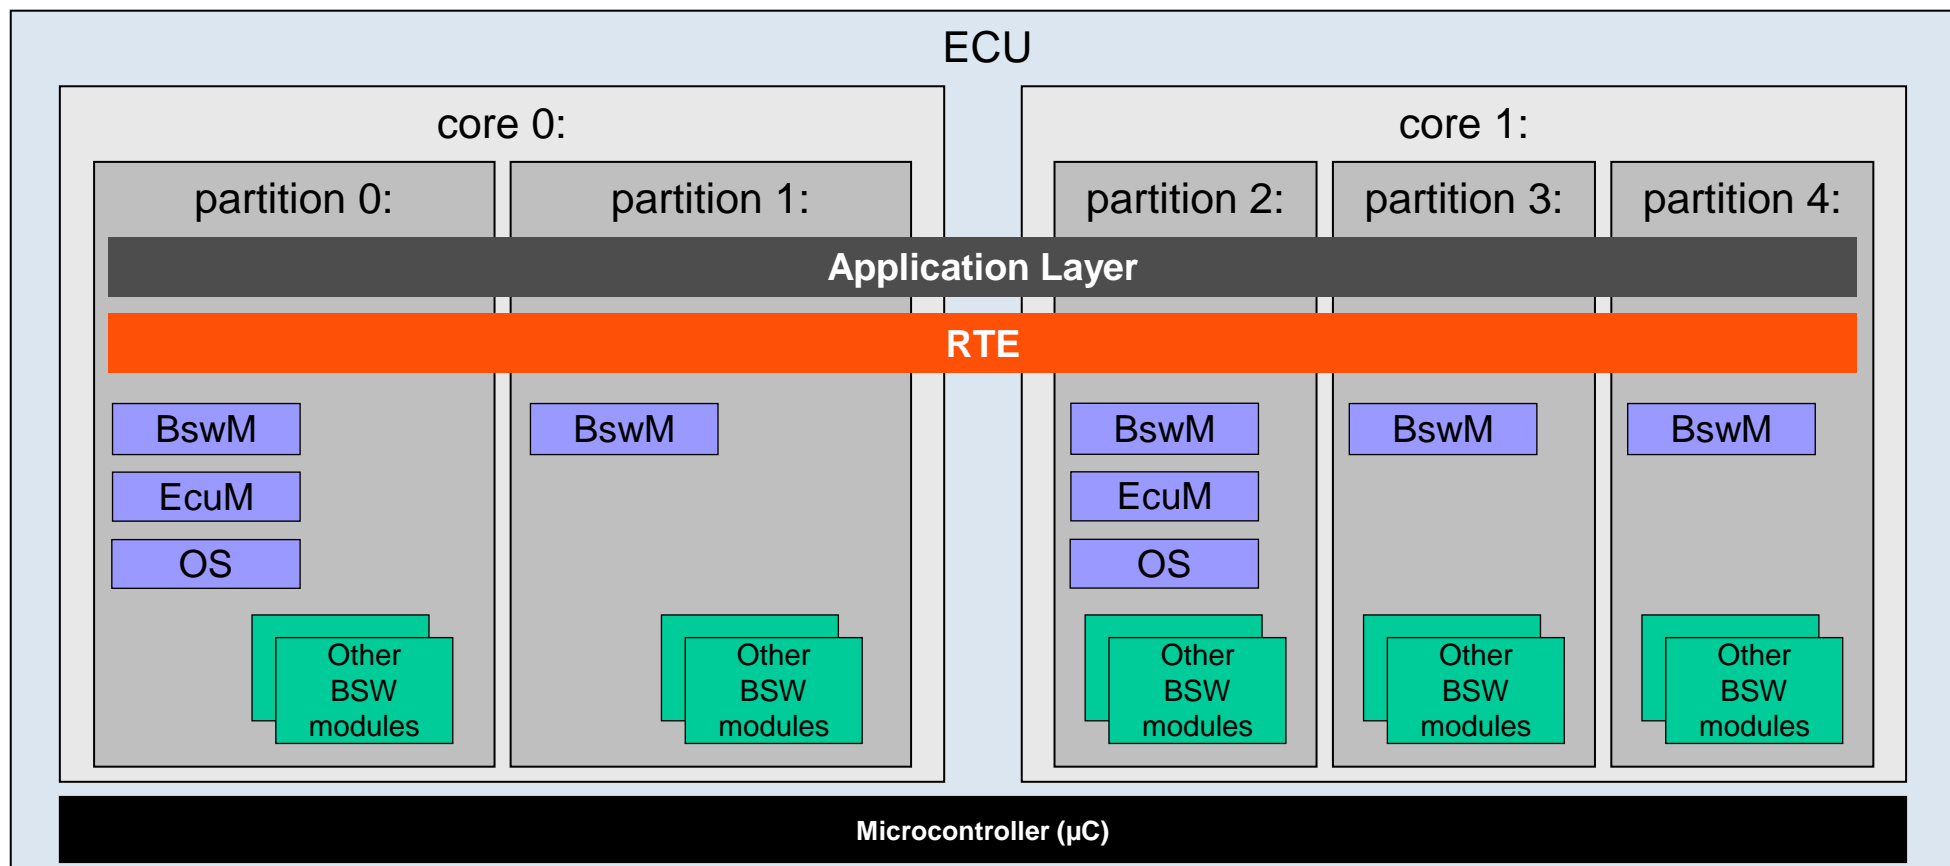 ECU
core 0:
core 1:
partition 0:
partition 1:
partition 2:
partition 3:
partition 4:
Application Layer
RTE
BswM
BswM
BswM
BswM
BswM
EcuM
EcuM
OS
OS
Other
BSW
modules
Other
BSW
modules
Other
BSW
modules
Other
BSW
modules
Other
BSW
modules
Microcontroller (µC)